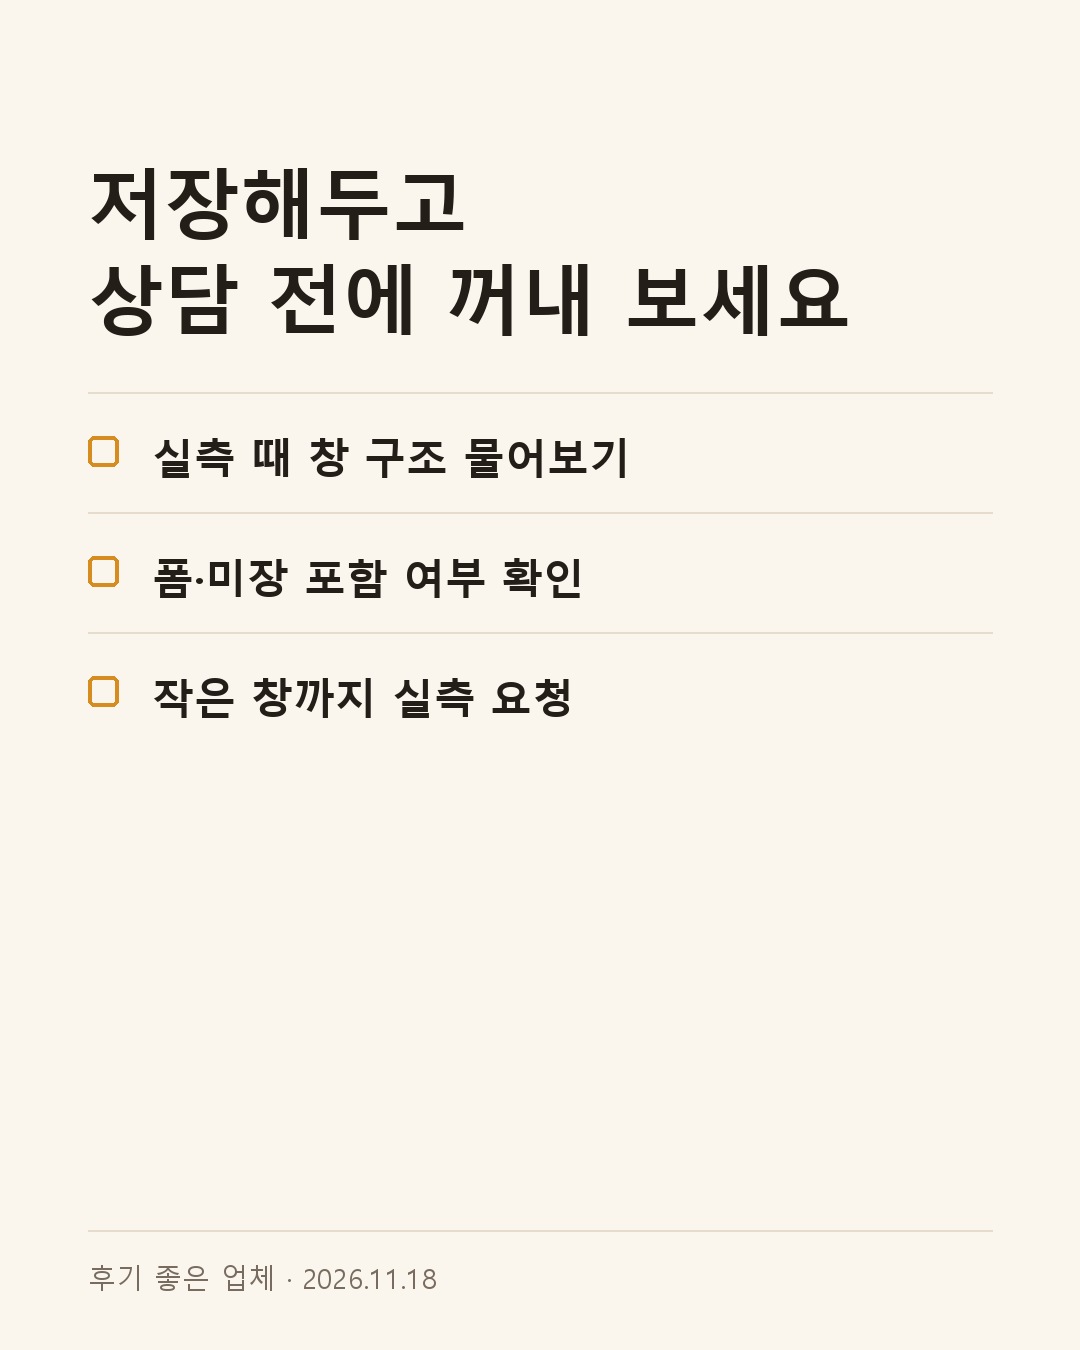 저장해두고
상담 전에 꺼내 보세요
실측 때 창 구조 물어보기
폼·미장 포함 여부 확인
작은 창까지 실측 요청
후기 좋은 업체 · 2026.11.18